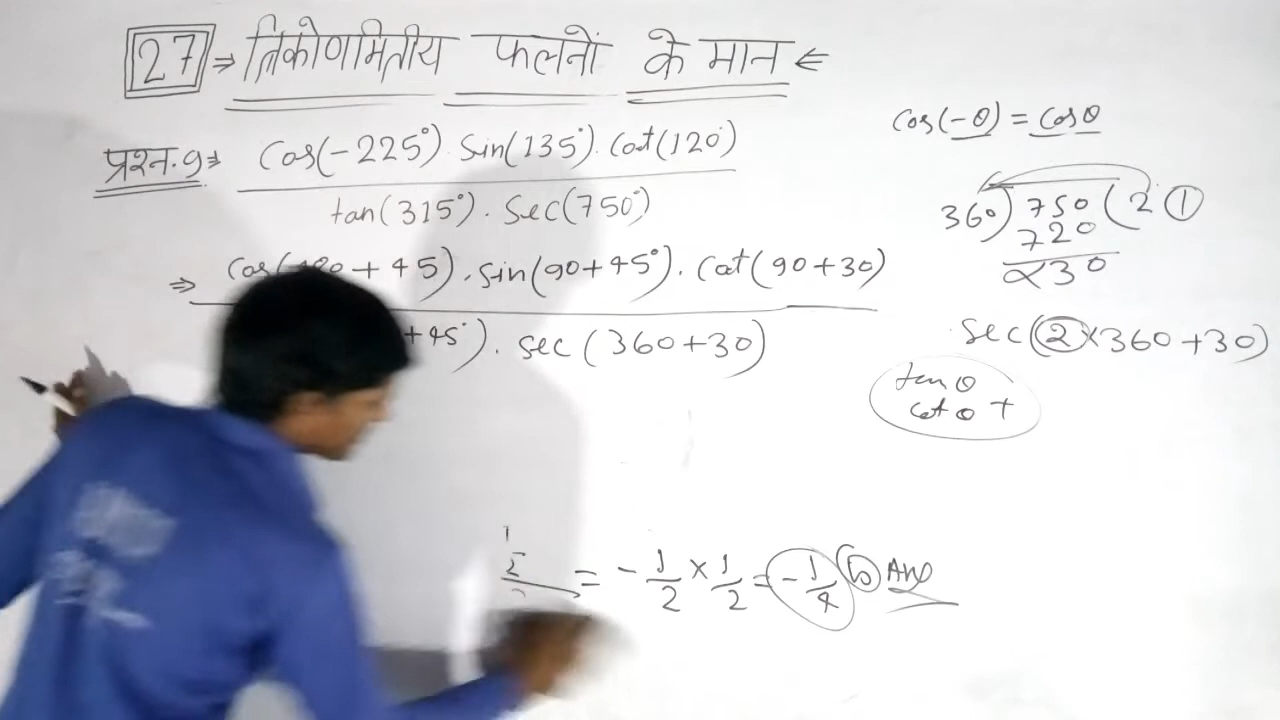 27 ⇒ त्रिकोणमितीय फलनों के मान ⇐
प्रश्न.9⇒ Cos(-225°). Sin(135°). Cot(120°)
tan(315°). Sec(750°)
⇒ Cos( + 45). Sin(90+45°). Cot(90+30)
+45°). sec (360+30)
Cos(-θ) = Cosθ
360) 750 (2 ①
720
×30
Sec(2×360+30)
tan θ
Cot θ +
= - 1/2 × 1/2 = - 1/4 Ans